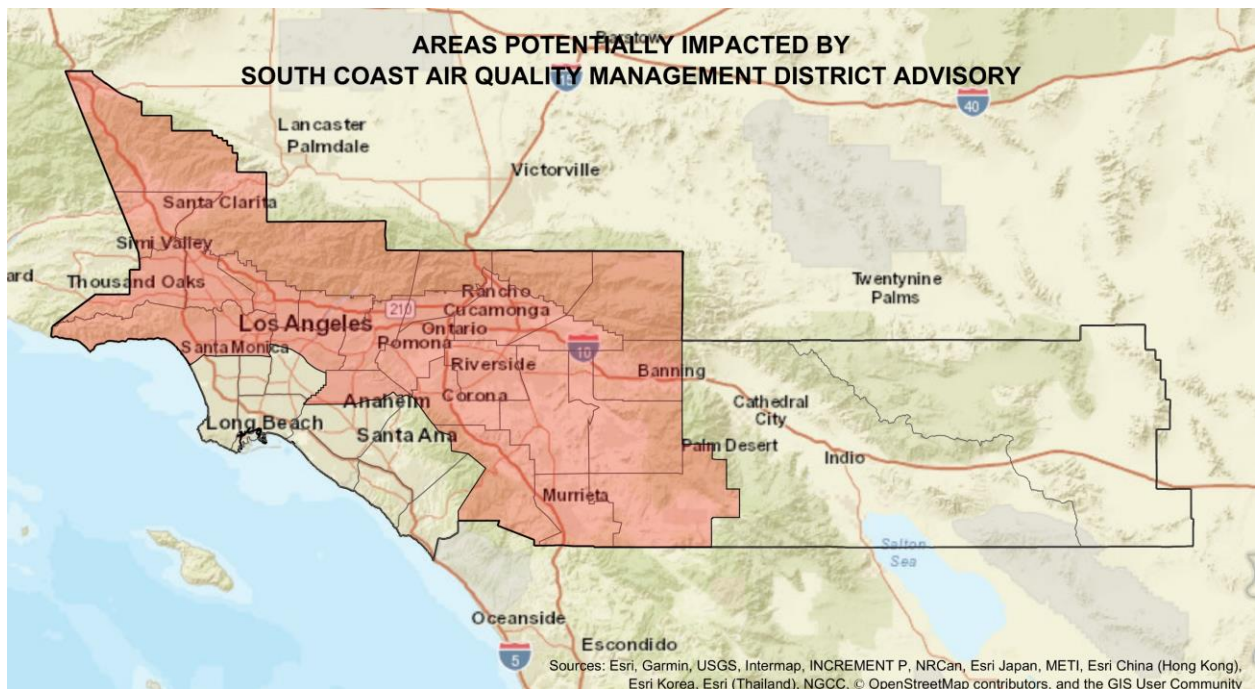 AREAS POTENTIALLY IMPACTED BY
Barstow
SOUTH COAST AIR QUALITY MANAGEMENT DISTRICT ADVISORY
15
40
Lancaster
Palmdale
Victorville
Santa Clarita
Simi Valley
ard
Thousand Oaks
Twentynine
Palms
Rancho
Cucamonga
210
Los Angeles
Ontario
Santa Monica
Pomona
10
Riverside
Banning
Anaheim
Corona
Cathedral
City
Long Beach
Santa Ana
Palm Desert
Indio
Murrieta
Salton
Sea
Oceanside
Escondido
5
Sources: Esri, Garmin, USGS, Intermap, INCREMENT P, NRCan, Esri Japan, METI, Esri China (Hong Kong),
Esri Korea, Esri (Thailand), NGCC, © OpenStreetMap contributors, and the GIS User Community